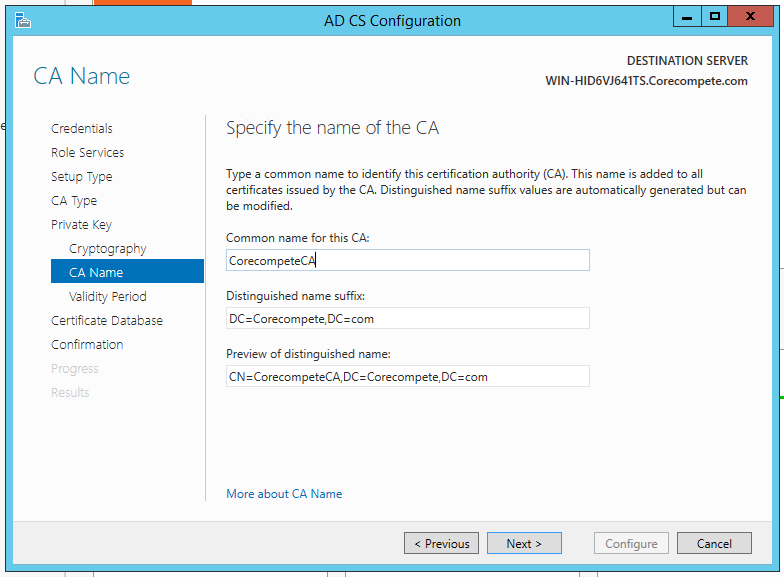 AD CS Configuration
CA Name
DESTINATION SERVER
WIN-HID6VJ641TS.Corecompete.com
Credentials
Role Services
Setup Type
CA Type
Private Key
Cryptography
CA Name
Validity Period
Certificate Database
Confirmation
Progress
Results
Specify the name of the CA
Type a common name to identify this certification authority (CA). This name is added to all
certificates issued by the CA. Distinguished name suffix values are automatically generated but can
be modified.
Common name for this CA:
CorecompeteCA
Distinguished name suffix:
DC=Corecompete,DC=com
Preview of distinguished name:
CN=CorecompeteCA,DC=Corecompete,DC=com
More about CA Name
< Previous
Next >
Configure
Cancel